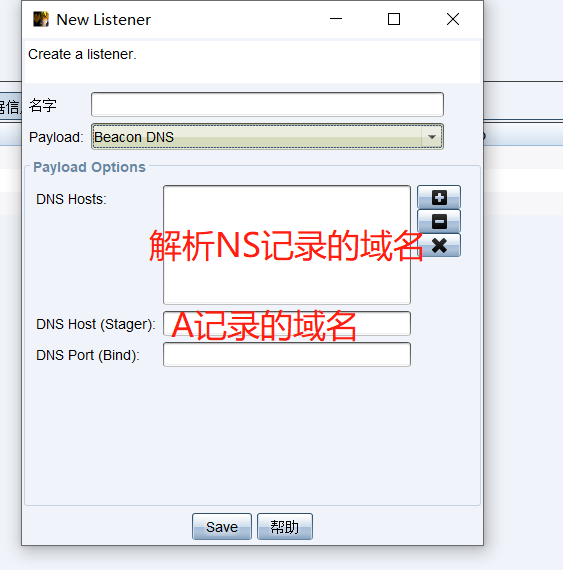 New Listener
Create a listener.
名字
Payload: Beacon DNS
Payload Options
DNS Hosts:
解析NS记录的域名
DNS Host (Stager): A记录的域名
DNS Port (Bind):
Save 帮助